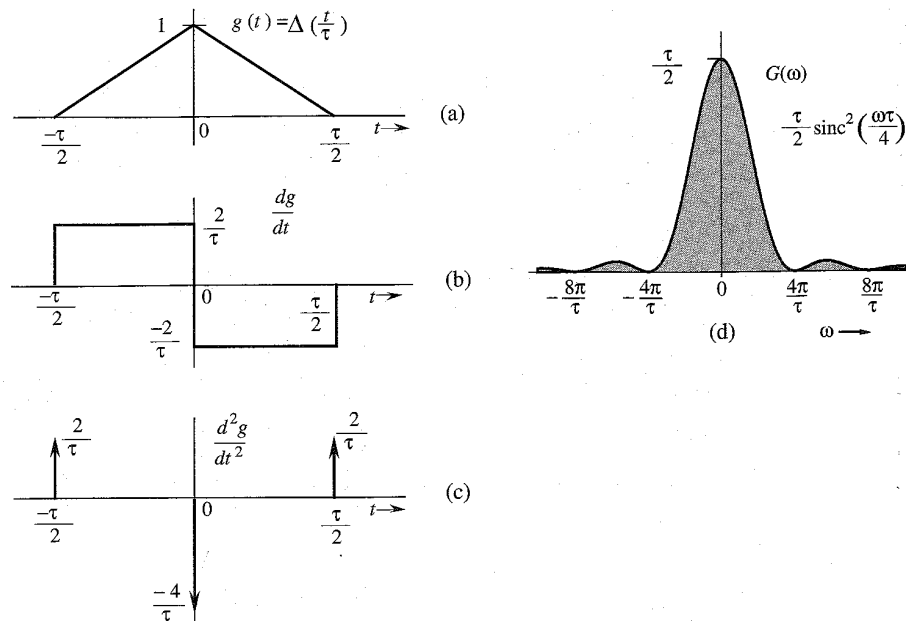 1
g(t) = Δ(t/τ)
-τ/2
0
τ/2
t→
(a)
2/τ
dg/dt
-τ/2
0
τ/2
t→
-2/τ
(b)
2/τ
d²g/dt²
2/τ
-τ/2
0
τ/2
t→
-4/τ
(c)
τ/2
G(ω)
τ/2 sinc²(ωτ/4)
-8π/τ
-4π/τ
0
4π/τ
8π/τ
(d)
ω→